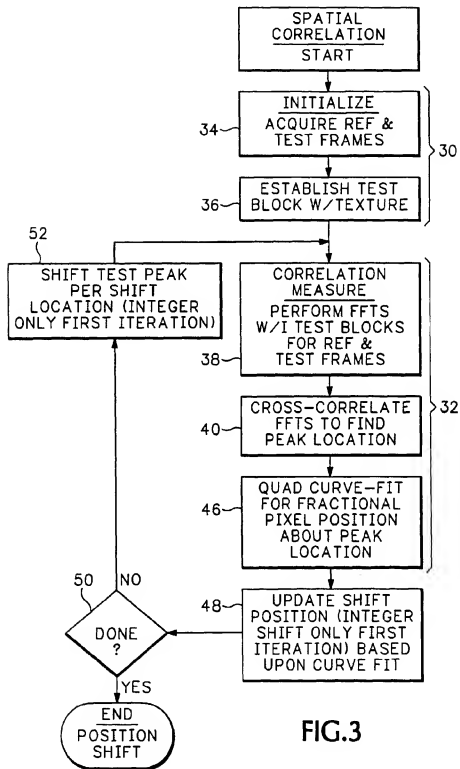 SPATIAL
CORRELATION
START
INITIALIZE
ACQUIRE REF &
TEST FRAMES
34
30
ESTABLISH TEST
BLOCK W/TEXTURE
36
52
SHIFT TEST PEAK
PER SHIFT
LOCATION (INTEGER
ONLY FIRST ITERATION)
CORRELATION
MEASURE
PERFORM FFTS
W/I TEST BLOCKS
FOR REF &
TEST FRAMES
38
32
CROSS-CORRELATE
FFTS TO FIND
PEAK LOCATION
40
QUAD CURVE-FIT
FOR FRACTIONAL
PIXEL POSITION
ABOUT PEAK
LOCATION
46
UPDATE SHIFT
POSITION (INTEGER
SHIFT ONLY FIRST
ITERATION) BASED
UPON CURVE FIT
48
50
NO
DONE
?
YES
END
POSITION
SHIFT
FIG.3